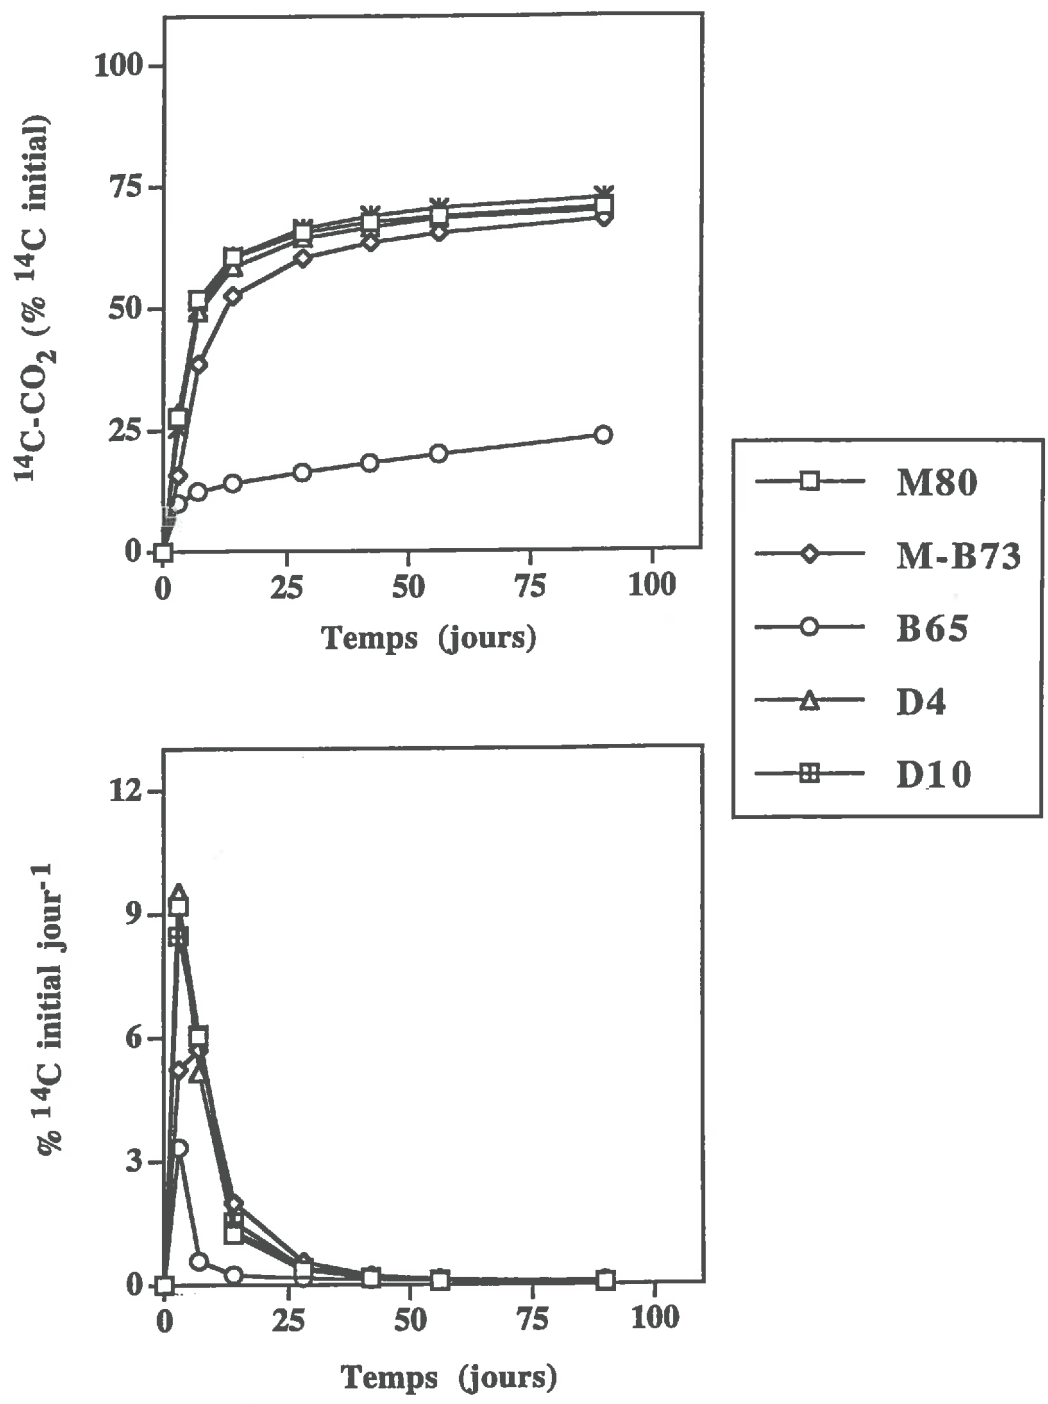 100
75
50
25
0
0 25 50 75 100
¹⁴C-CO₂ (% ¹⁴C initial)
Temps (jours)
M80
M-B73
B65
D4
D10
12
9
6
3
0
0 25 50 75 100
% ¹⁴C initial jour⁻¹
Temps (jours)